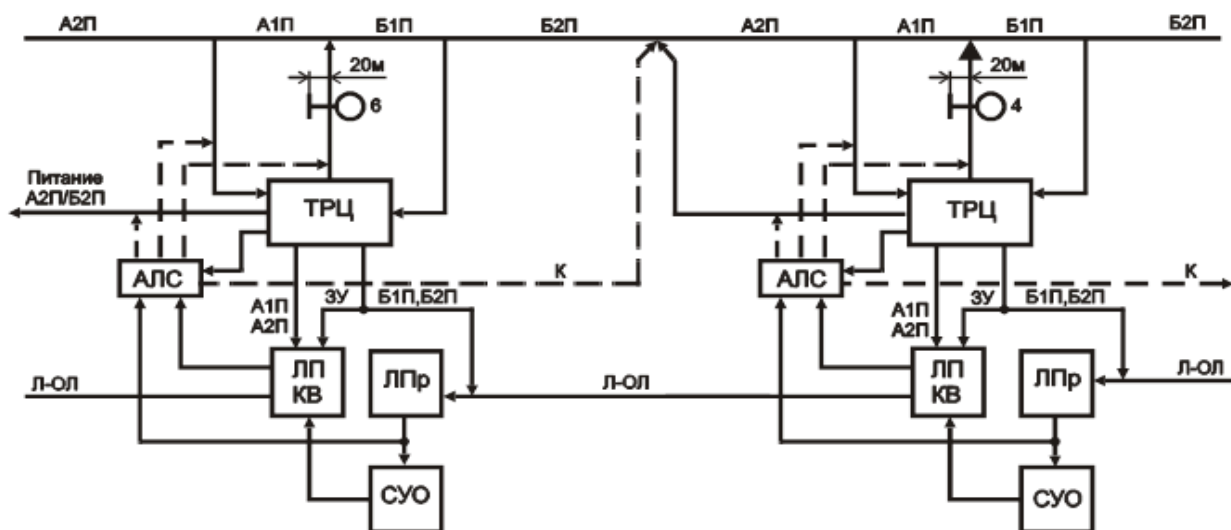 А2П А1П Б1П Б2П А2П А1П Б1П Б2П
20м 20м
6 4
Питание
А2П/Б2П
ТРЦ ТРЦ
АЛС К АЛС К
ЗУ Б1П,Б2П ЗУ Б1П,Б2П
А1П А1П
А2П А2П
Л-ОЛ ЛП
КВ ЛПр Л-ОЛ ЛП
КВ ЛПр Л-ОЛ
СУО СУО